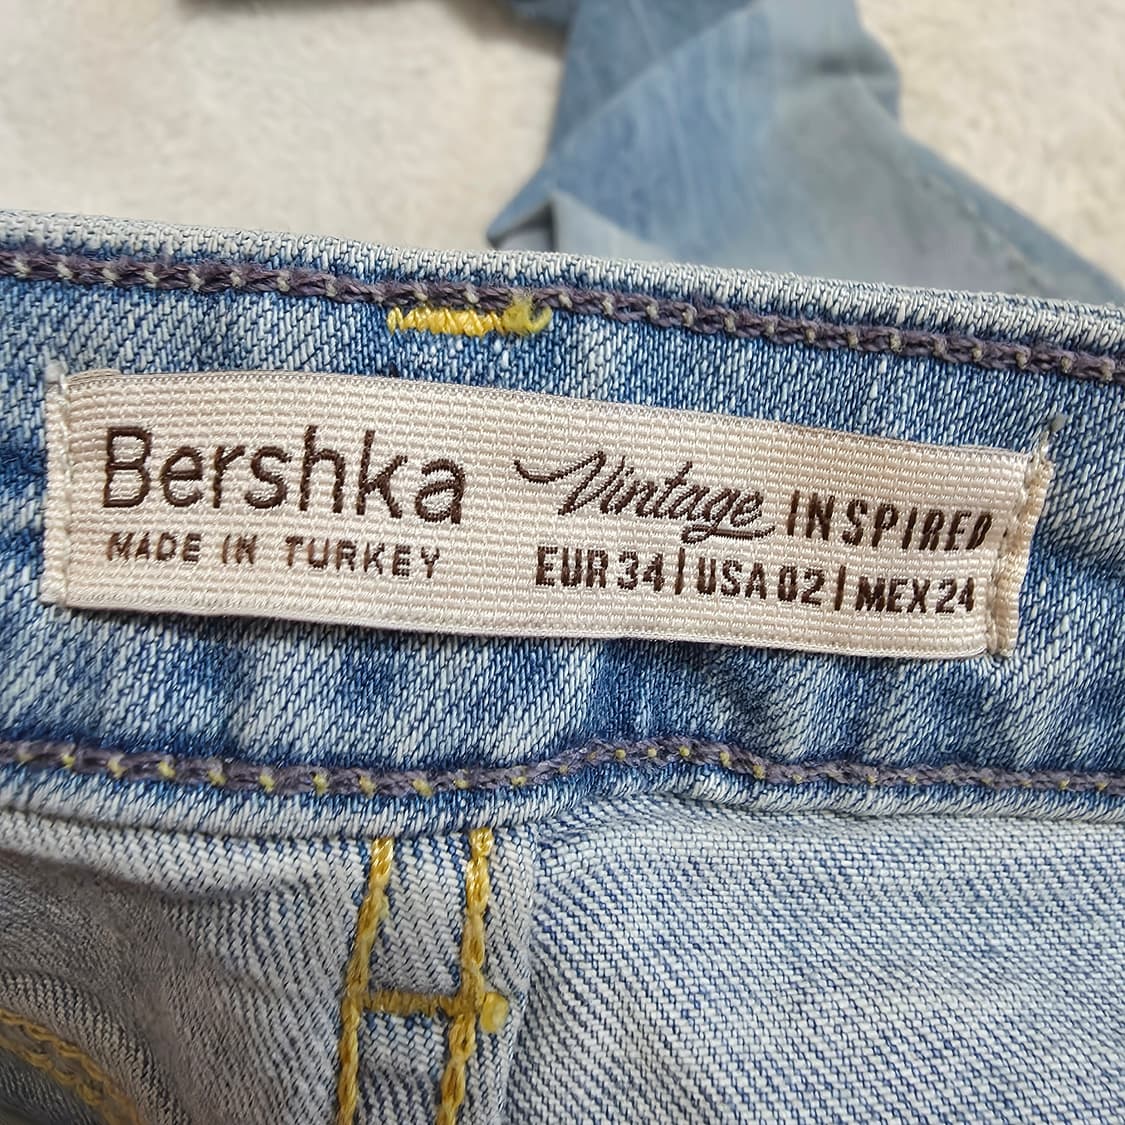 Bershka
MADE IN TURKEY
Vintage INSPIRED
EUR 34 | USA 02 | MEX 24